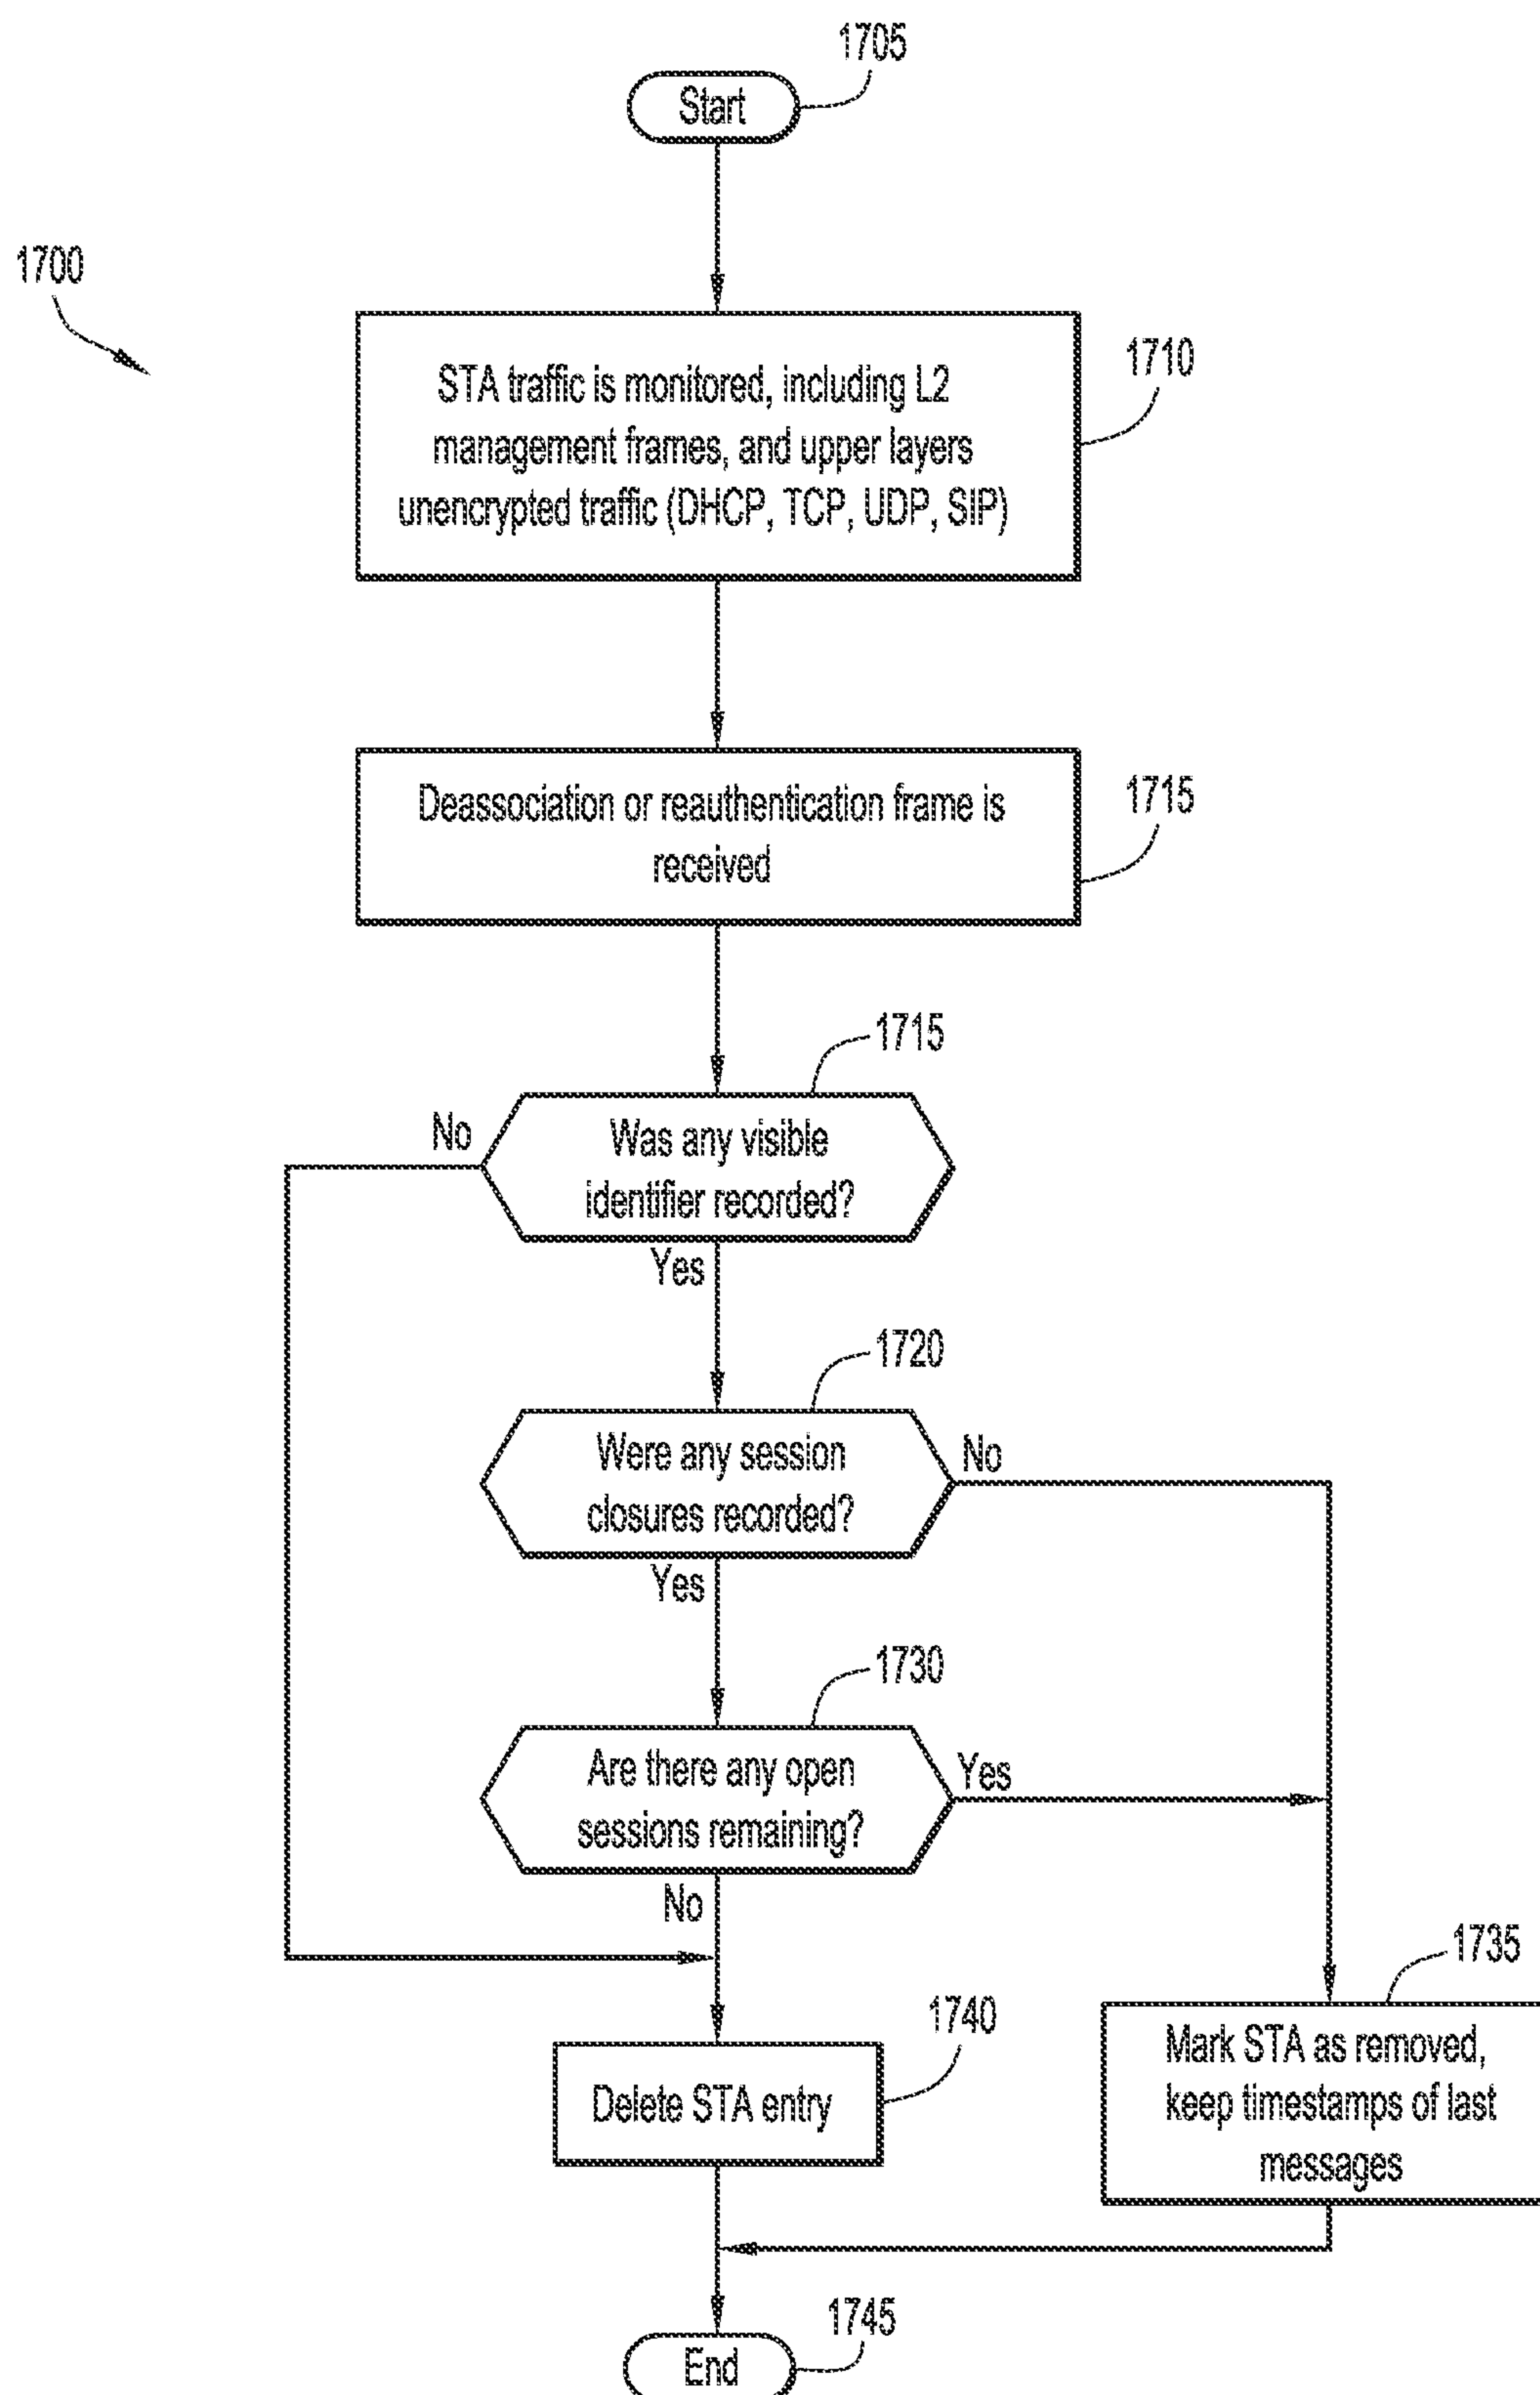 1705
Start
1700
1710
STA traffic is monitored, including L2
management frames, and upper layers
unencrypted traffic (DHCP, TCP, UDP, SIP)
1715
Deassociation or reauthentication frame is
received
1715
No
Was any visible
identifier recorded?
Yes
1720
Were any session
closures recorded?
No
Yes
1730
Are there any open
sessions remaining?
Yes
No
1735
1740
Mark STA as removed,
keep timestamps of last
messages
Delete STA entry
1745
End